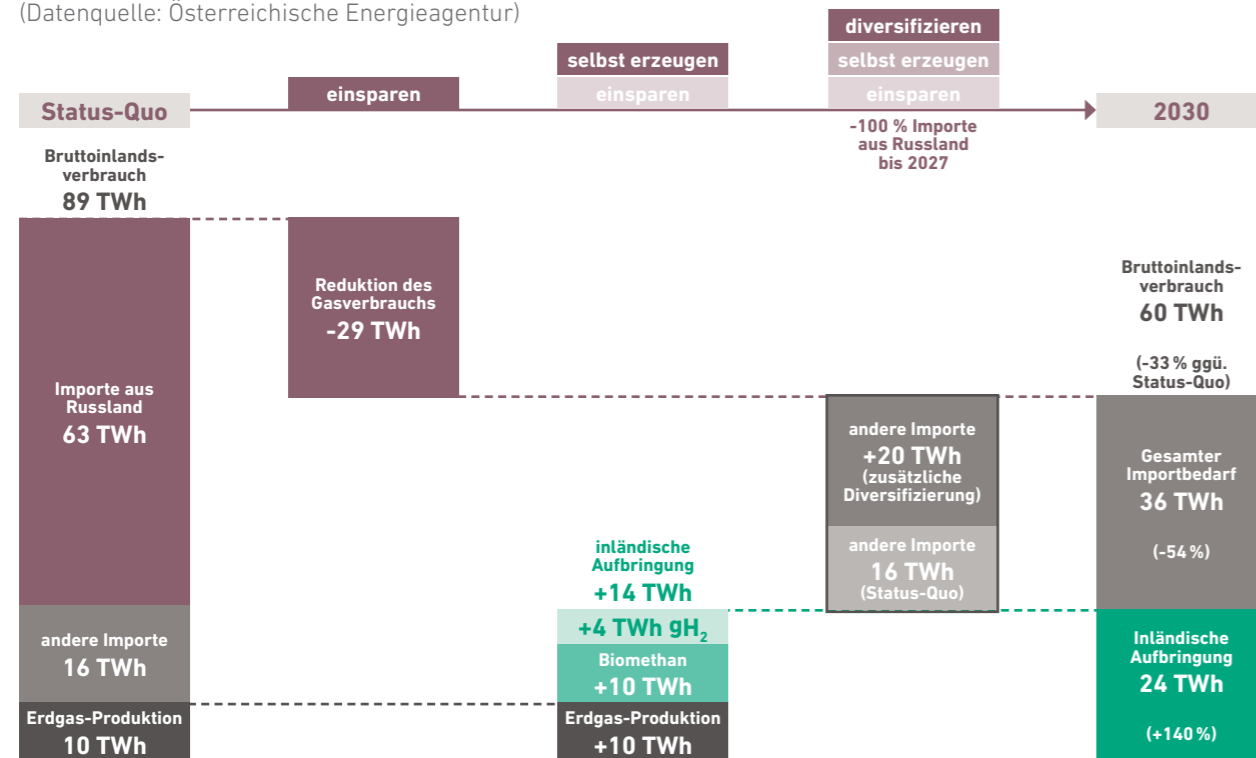 (Datenquelle: Österreichische Energieagentur)
Status-Quo
einsparen
selbst erzeugen
einsparen
diversifizieren
selbst erzeugen
einsparen
-100 % Importe
aus Russland
bis 2027
2030
Bruttoinlands-
verbrauch
89 TWh
Importe aus
Russland
63 TWh
andere Importe
16 TWh
Erdgas-Produktion
10 TWh
Reduktion des
Gasverbrauchs
-29 TWh
inländische
Aufbringung
+14 TWh
+4 TWh gH₂
Biomethan
+10 TWh
Erdgas-Produktion
+10 TWh
andere Importe
+20 TWh
(zusätzliche
Diversifizierung)
andere Importe
16 TWh
(Status-Quo)
Bruttoinlands-
verbrauch
60 TWh
(-33 % ggü.
Status-Quo)
Gesamter
Importbedarf
36 TWh
(-54 %)
Inländische
Aufbringung
24 TWh
(+140 %)